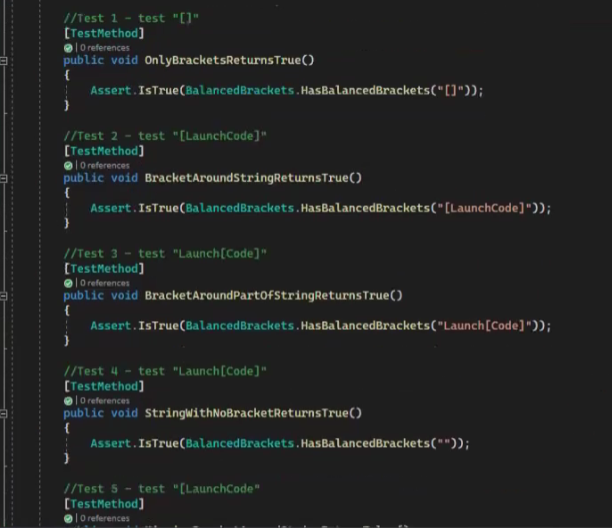 //Test 1 - test "[]"
[TestMethod]
| 0 references
public void OnlyBracketsReturnsTrue()
{
Assert.IsTrue(BalancedBrackets.HasBalancedBrackets("[]"));
}
//Test 2 - test "[LaunchCode]"
[TestMethod]
| 0 references
public void BracketAroundStringReturnsTrue()
{
Assert.IsTrue(BalancedBrackets.HasBalancedBrackets("[LaunchCode]"));
}
//Test 3 - test "Launch[Code]"
[TestMethod]
| 0 references
public void BracketAroundPartOfStringReturnsTrue()
{
Assert.IsTrue(BalancedBrackets.HasBalancedBrackets("Launch[Code]"));
}
//Test 4 - test "Launch[Code]"
[TestMethod]
| 0 references
public void StringWithNoBracketReturnsTrue()
{
Assert.IsTrue(BalancedBrackets.HasBalancedBrackets(""));
}
//Test 5 - test "[LaunchCode"
[TestMethod]
| 0 references